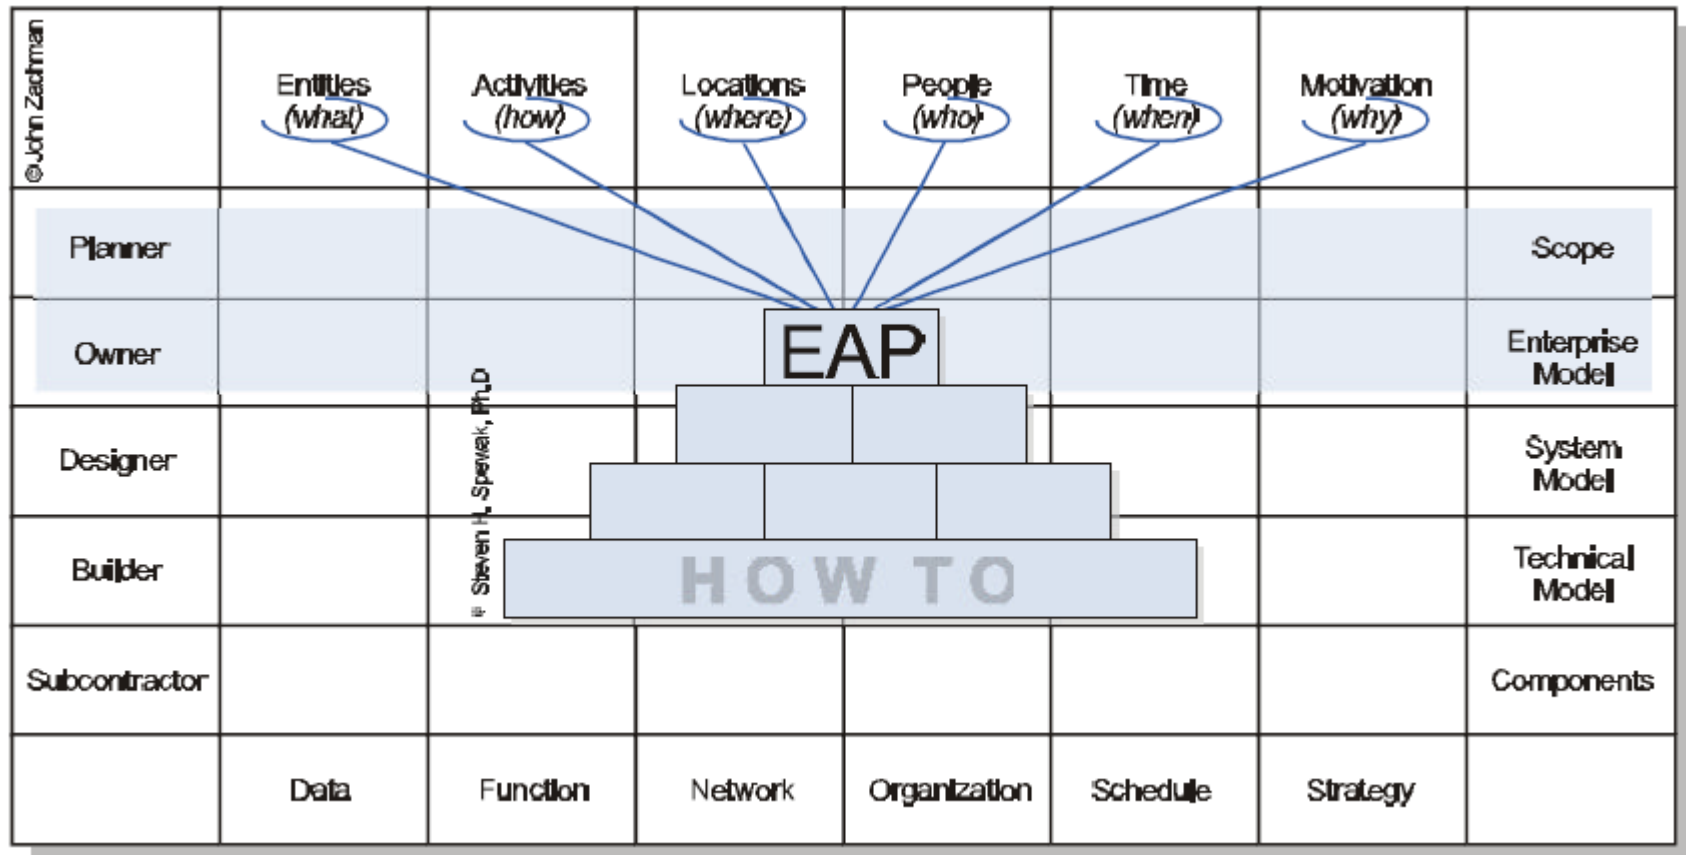 © John Zachman
Entities
(what)
Activities
(how)
Locations
(where)
People
(who)
Time
(when)
Motivation
(why)
Planner
Scope
Owner
EAP
Enterprise
Model
Designer
System
Model
Steven H. Spewak, Ph.D
Builder
HOW TO
Technical
Model
Subcontractor
Components
Data
Function
Network
Organization
Schedule
Strategy